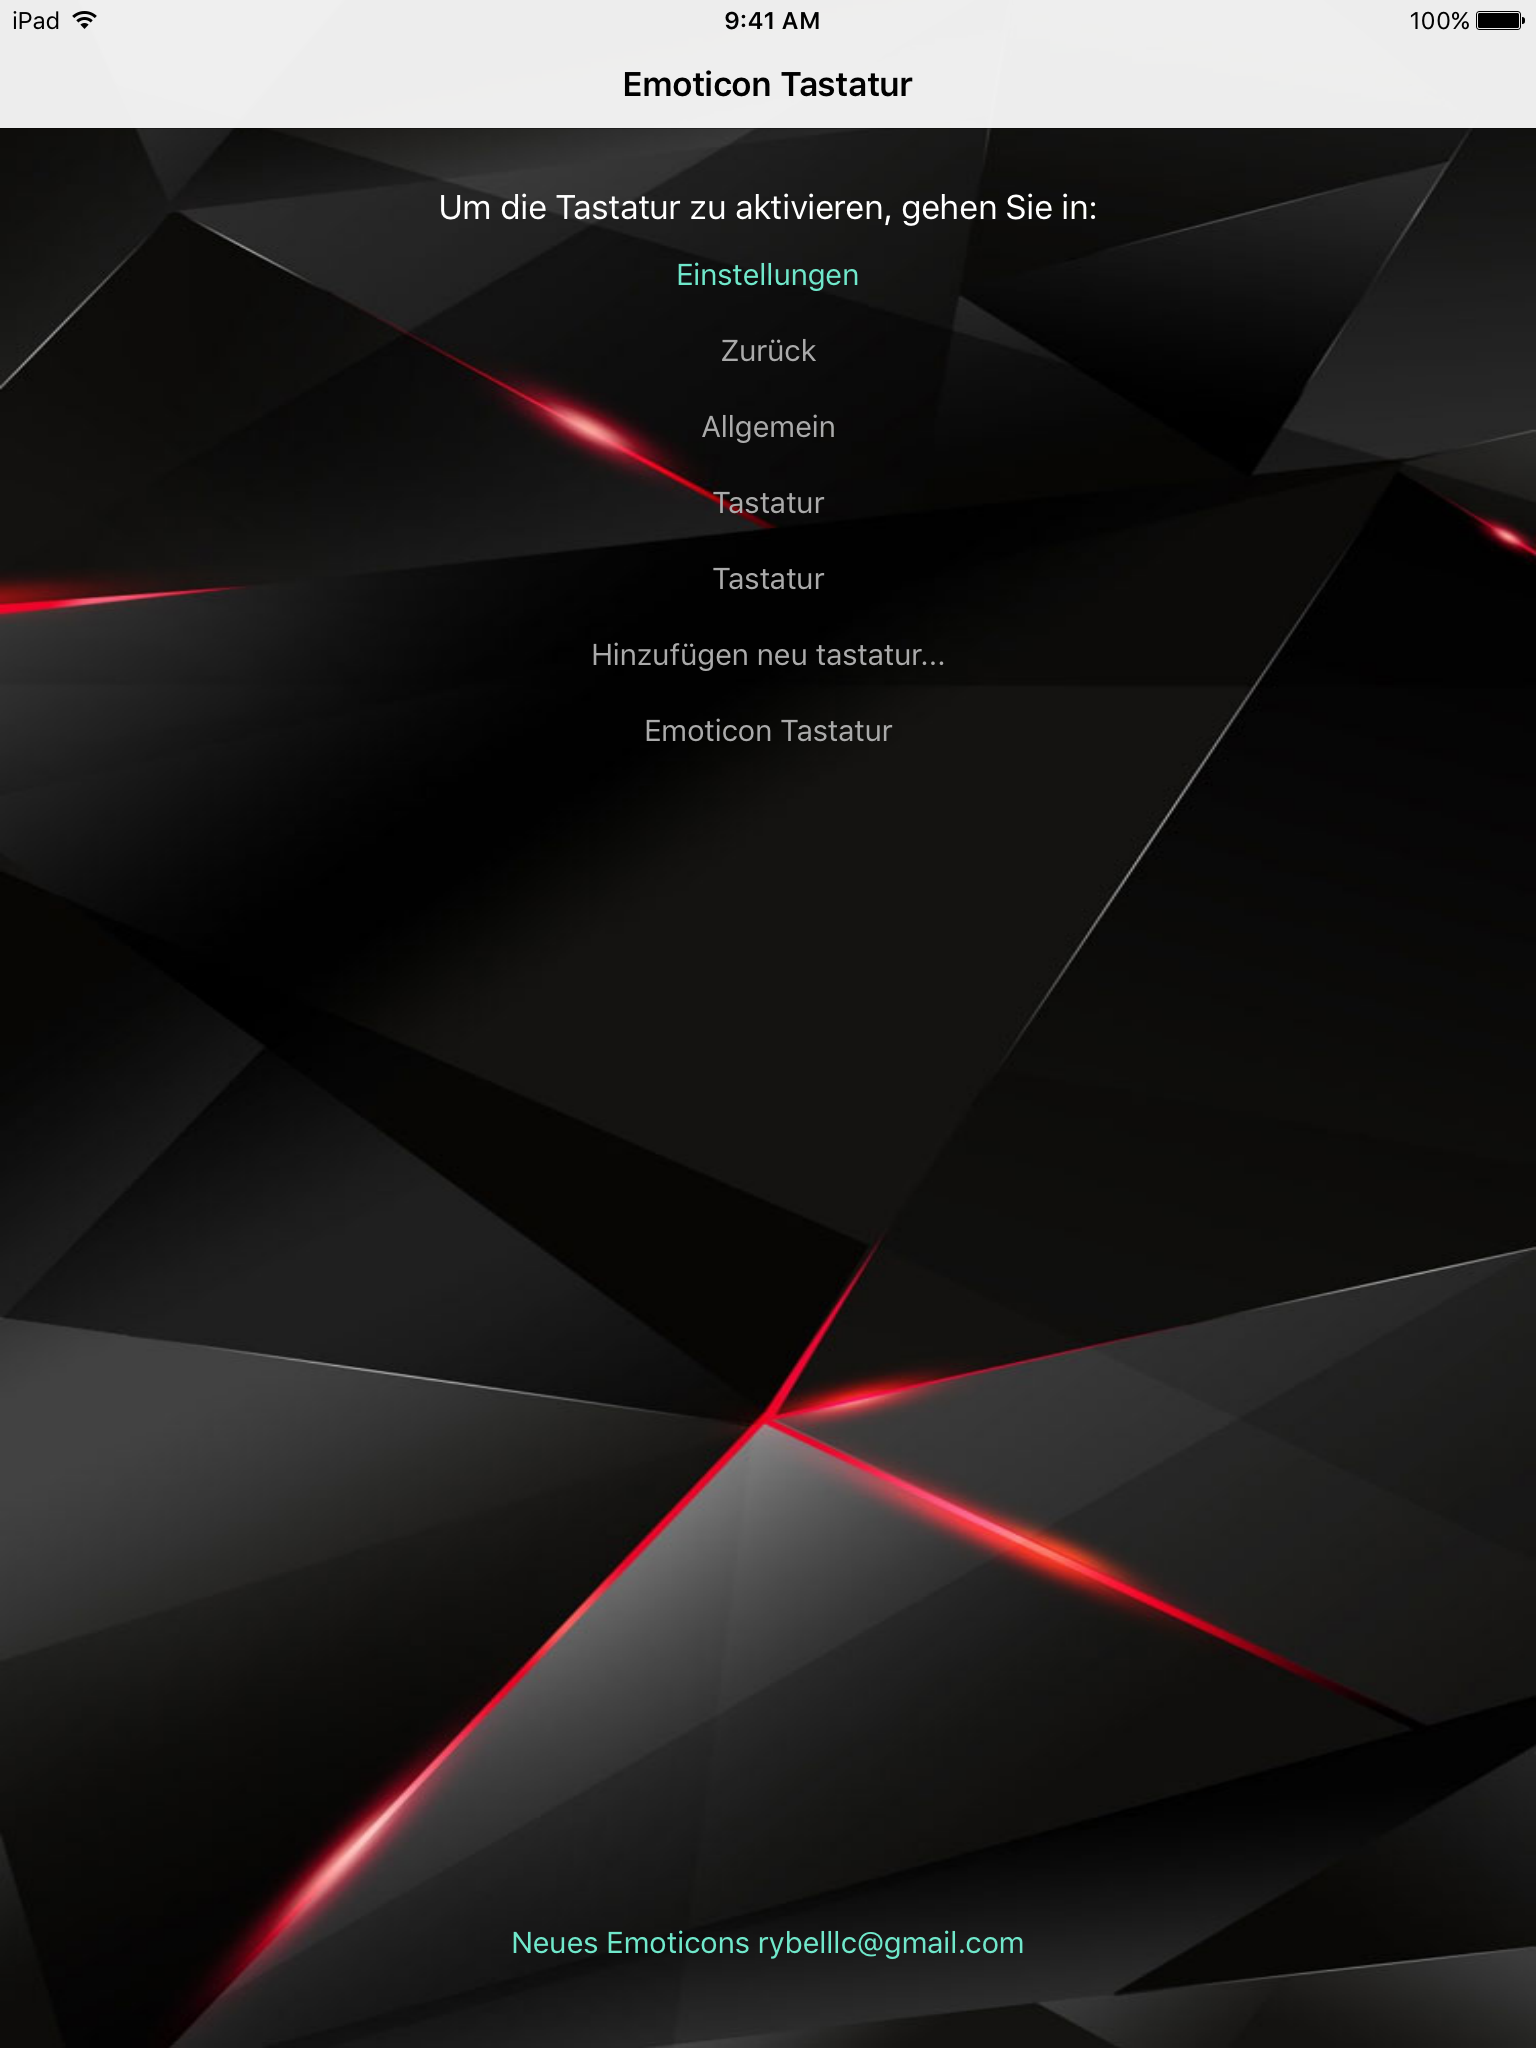 iPad 9:41 AM 100%
Emoticon Tastatur
Um die Tastatur zu aktivieren, gehen Sie in:
Einstellungen
Zurück
Allgemein
Tastatur
Tastatur
Hinzufügen neu tastatur...
Emoticon Tastatur
Neues Emoticons rybelllc@gmail.com